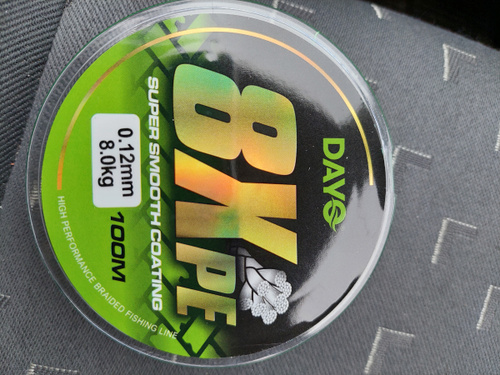 DAYO
8X PE
SUPER SMOOTH COATING
0.12mm
8.0kg
100M
HIGH PERFORMANCE BRAIDED FISHING LINE